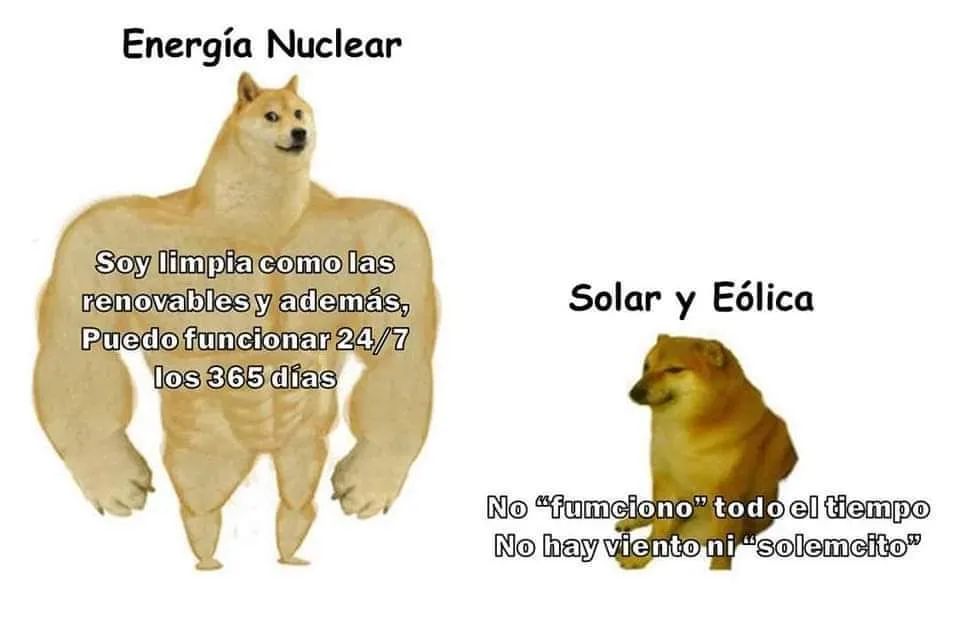 Energía Nuclear
Soy limpia como las
renovables y además,
Puedo funcionar 24/7
los 365 días
Solar y Eólica
No “fumciono” todo el tiempo
No hay viento ni “solemcito”